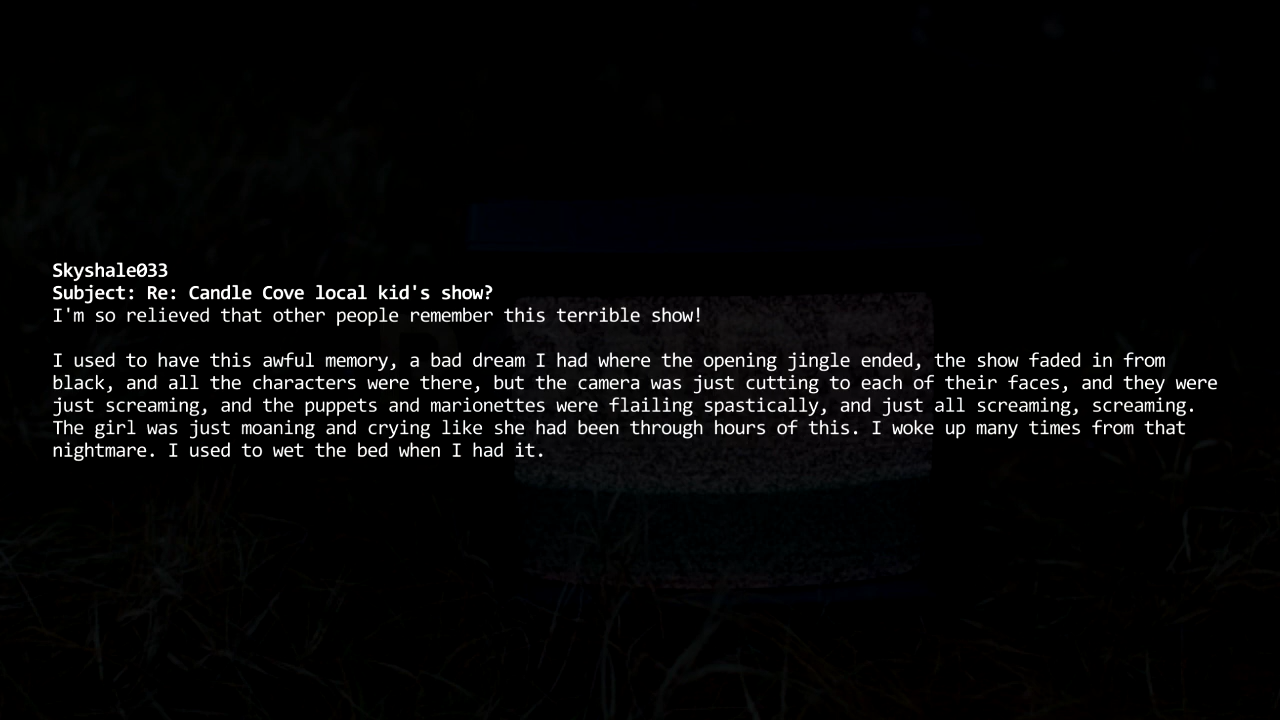 Skyshale033
Subject: Re: Candle Cove local kid's show?
I'm so relieved that other people remember this terrible show!
I used to have this awful memory, a bad dream I had where the opening jingle ended, the show faded in from
black, and all the characters were there, but the camera was just cutting to each of their faces, and they were
just screaming, and the puppets and marionettes were flailing spastically, and just all screaming, screaming.
The girl was just moaning and crying like she had been through hours of this. I woke up many times from that
nightmare. I used to wet the bed when I had it.